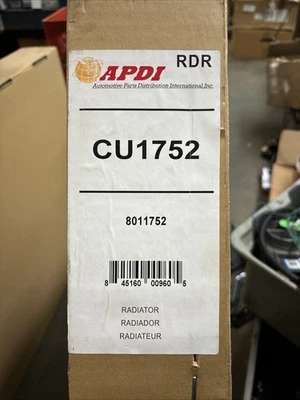 APDI RDR
Automotive Parts Distribution International, Inc.
CU1752
8011752
8 45160 00960 5
RADIATOR
RADIADOR
RADIATEUR